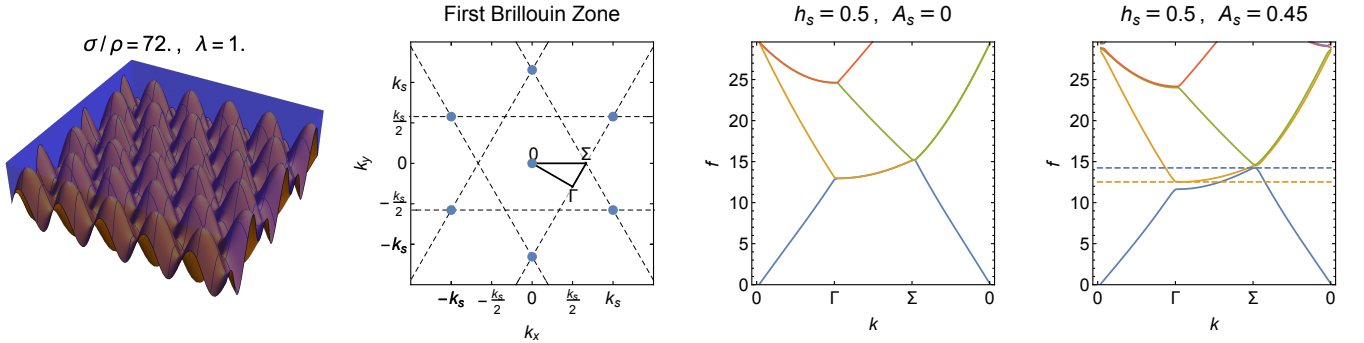 σ/ρ=72. , λ=1.
First Brillouin Zone
k_y
k_s
k_s/2
0
-k_s/2
-k_s
0
Σ
Γ
-k_s
-k_s/2
0
k_s/2
k_s
k_x
h_s=0.5 , A_s=0
f
25
20
15
10
5
0
0
Γ
Σ
0
k
h_s=0.5 , A_s=0.45
f
25
20
15
10
5
0
0
Γ
Σ
0
k